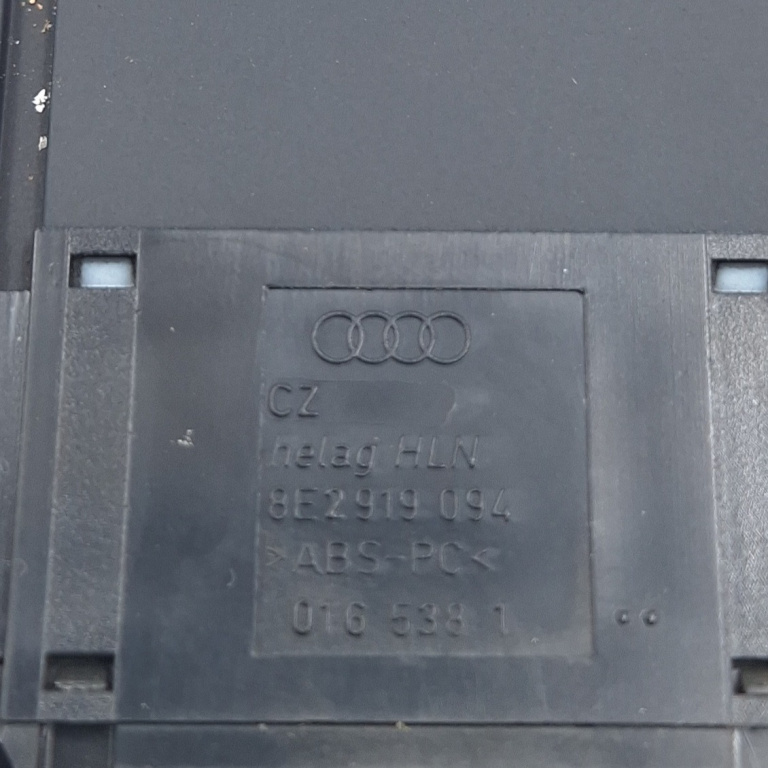 CZ
helag HLN
8E2919 094
>ABS-PC<
016 538 1